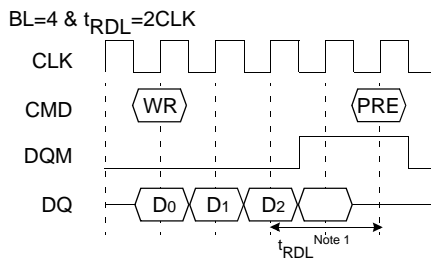 BL=4 & tRDL=2CLK
CLK
CMD WR PRE
DQM
DQ D0 D1 D2
tRDL Note 1